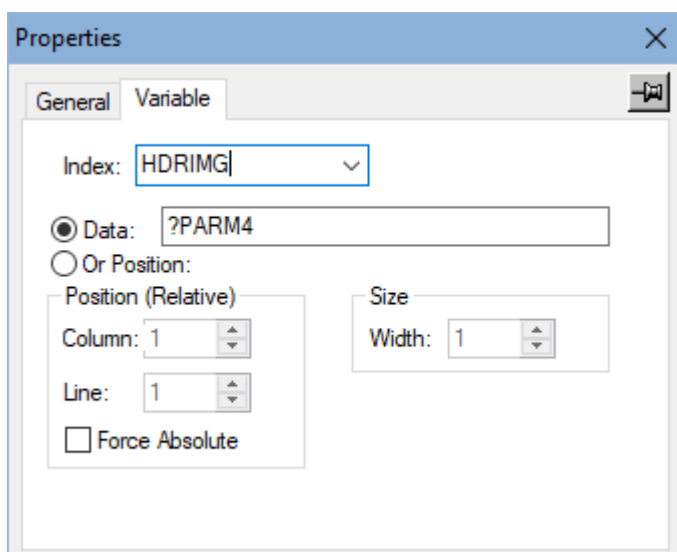 Properties
General Variable
Index: HDRIMG
Data: ?PARM4
Or Position:
Position (Relative) Size
Column: 1 Width: 1
Line: 1
Force Absolute